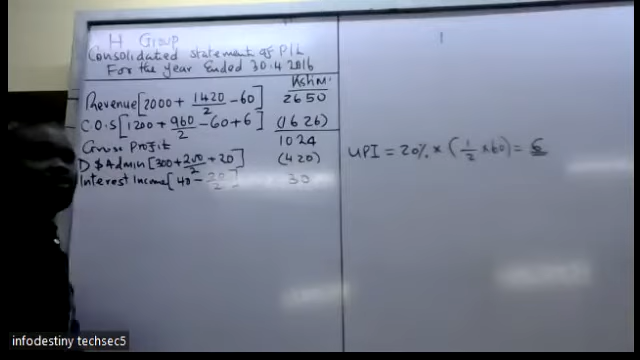 H Group
Consolidated statement of P/L
For the year Ended 30.4.2016
KShM.
Revenue [2000 + 1420/2 - 60] 2650
C.O.S [1200 + 960/2 - 60 + 6] (1626)
Gross Profit 1024
D & Admin [300 + 200/2 + 20] (420)
Interest Income [40 - 20/2] 30
UPI = 20% × (1/2 × 60) = 6
infodestiny techsec5